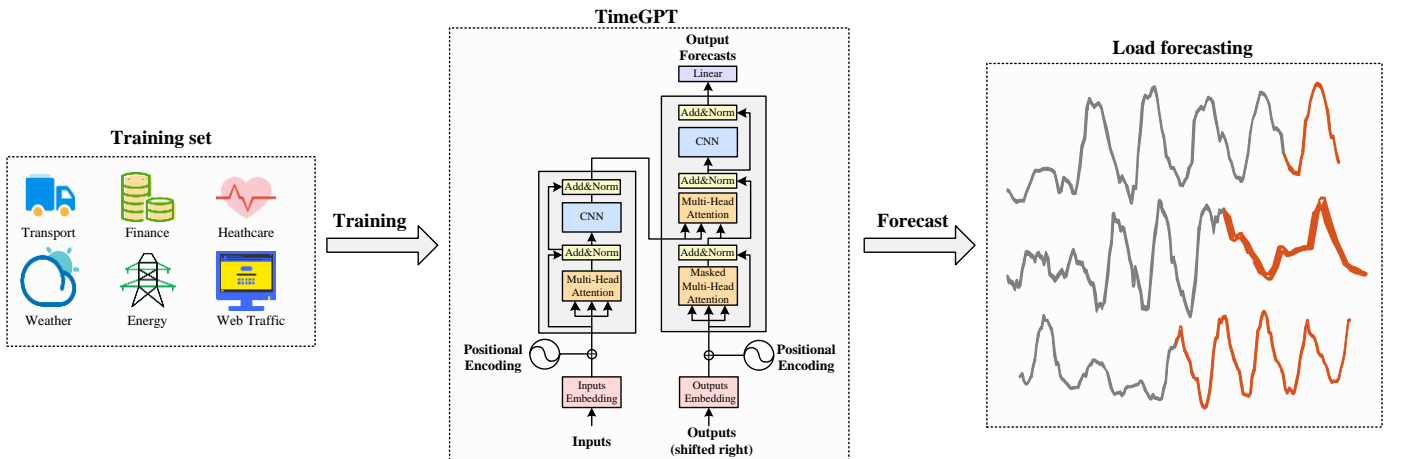 Training set
Transport
Finance
Heathcare
Weather
Energy
Web Traffic
Training
TimeGPT
Output
Forecasts
Linear
Add&Norm
CNN
Add&Norm
Multi-Head
Attention
Add&Norm
Masked
Multi-Head
Attention
Add&Norm
CNN
Add&Norm
Multi-Head
Attention
Positional
Encoding
Positional
Encoding
Inputs
Embedding
Outputs
Embedding
Inputs
Outputs
(shifted right)
Forecast
Load forecasting